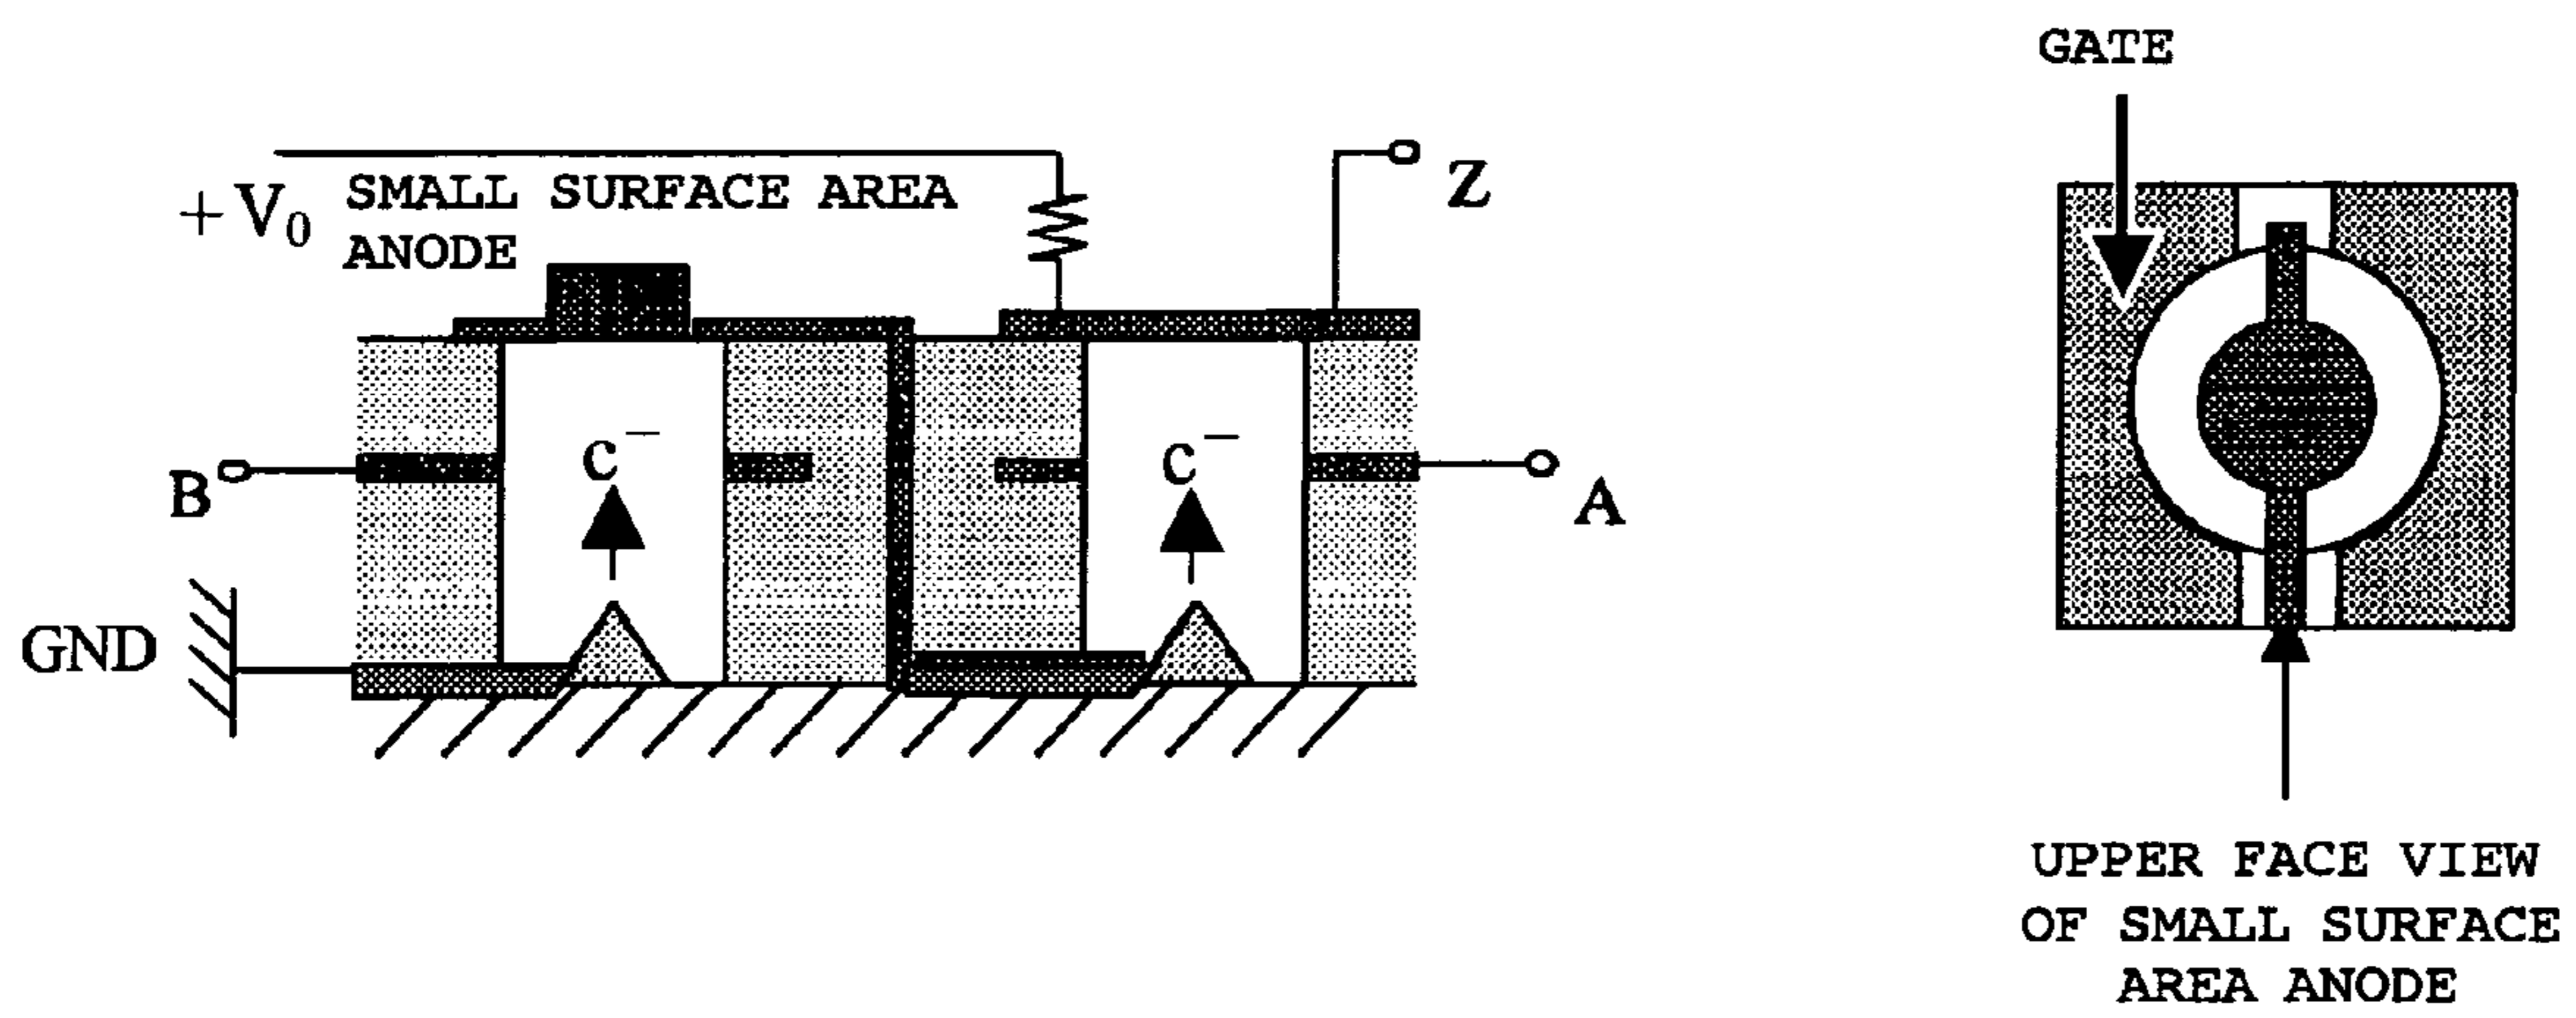 GATE
+V₀
SMALL SURFACE AREA
ANODE
Z
c⁻
c⁻
B
A
GND
UPPER FACE VIEW
OF SMALL SURFACE
AREA ANODE